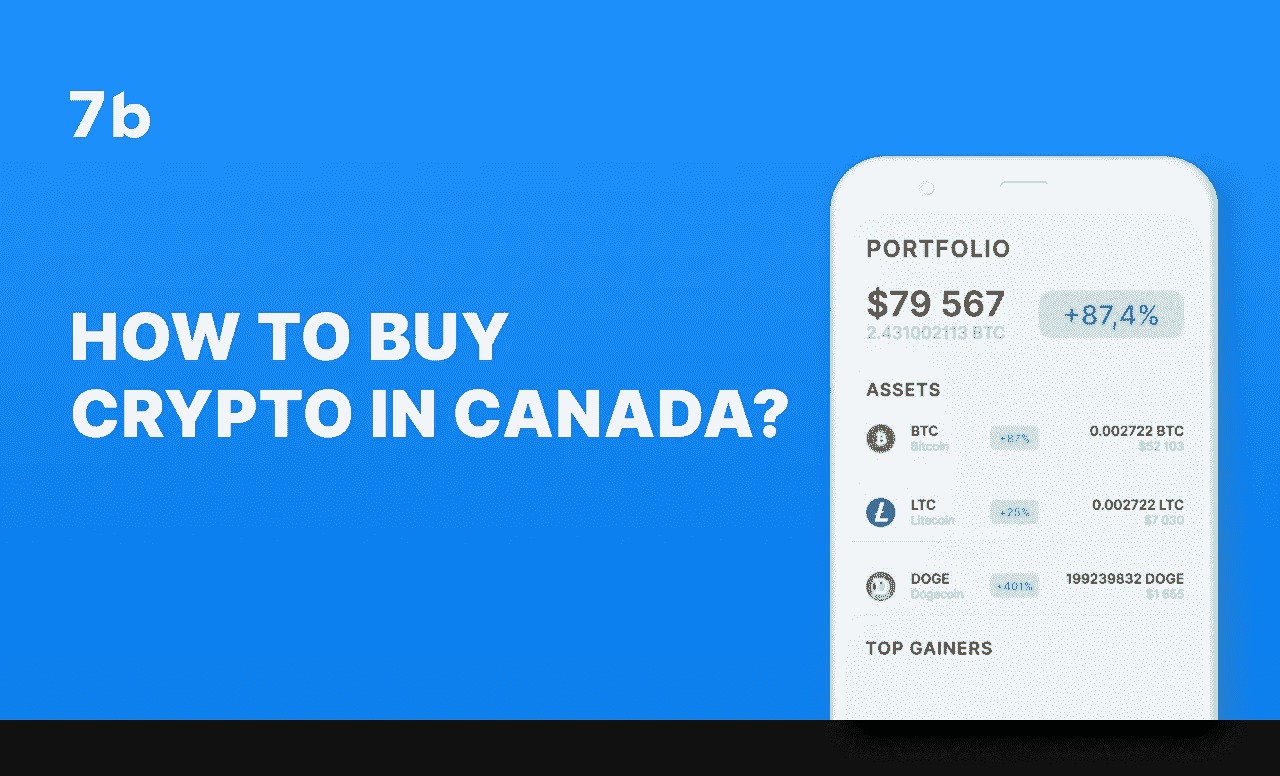 7b
HOW TO BUY
CRYPTO IN CANADA?
PORTFOLIO
$79 567
+87,4%
2.431002113 BTC
ASSETS
BTC
+87%
0.002722 BTC
Bitcoin
$52 103
LTC
+25%
0.002722 LTC
Litecoin
$7 030
DOGE
+401%
199239832 DOGE
Dogecoin
$1 655
TOP GAINERS